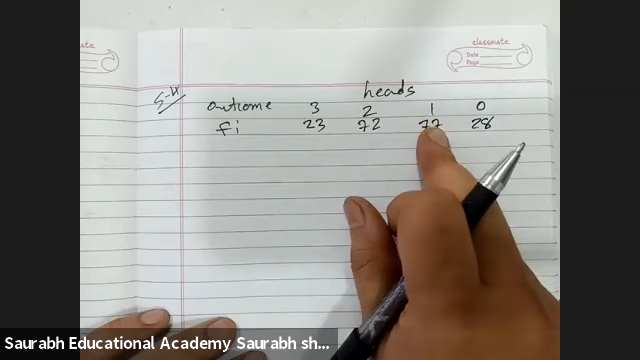 classmate
classmate
Date
Page
heads
outcome 3 2 1 0
fi 23 72 77 28
Saurabh Educational Academy Saurabh sh...